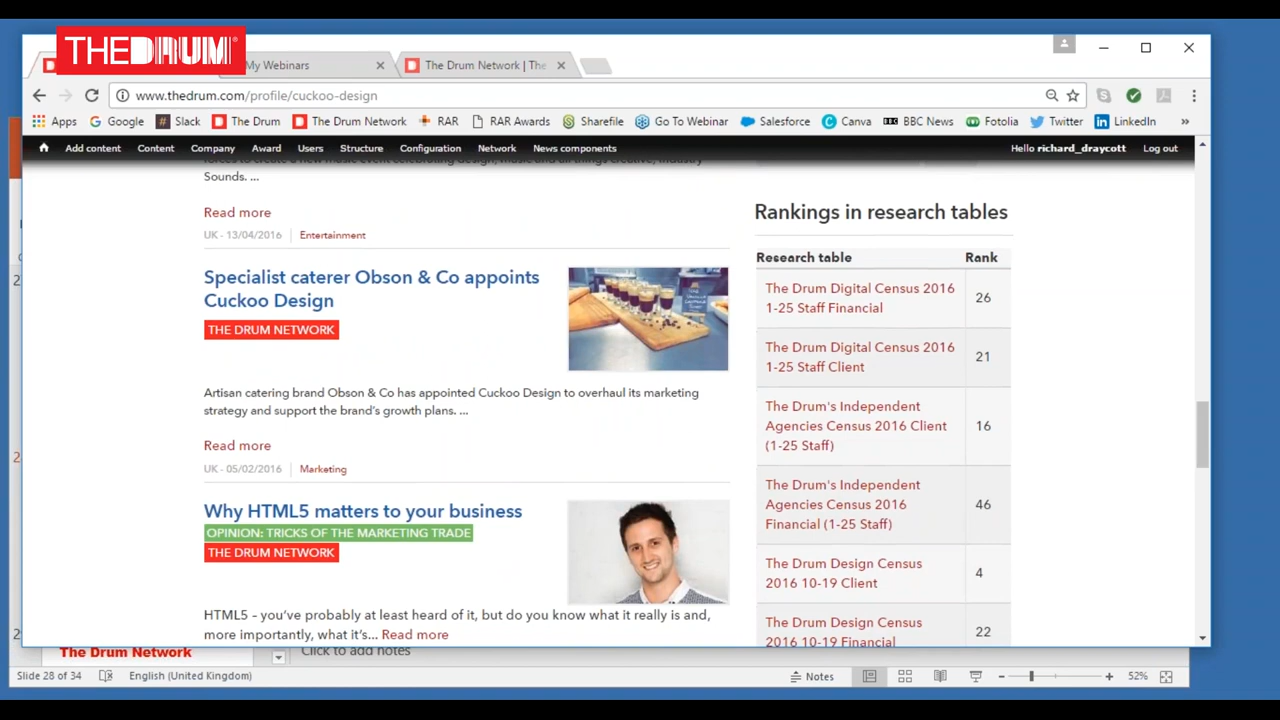 THEDRUM
My Webinars
The Drum Network | The
www.thedrum.com/profile/cuckoo-design
Apps Google Slack The Drum The Drum Network RAR RAR Awards Sharefile Go To Webinar Salesforce Canva BBC News Fotolia Twitter LinkedIn »
Add content Content Company Award Users Structure Configuration Network News components Hello richard_draycott Log out
Sounds. ...
Read more
UK - 13/04/2016 Entertainment
Specialist caterer Obson & Co appoints
Cuckoo Design
THE DRUM NETWORK
Artisan catering brand Obson & Co has appointed Cuckoo Design to overhaul its marketing
strategy and support the brand's growth plans. ...
Read more
UK - 05/02/2016 Marketing
Why HTML5 matters to your business
OPINION: TRICKS OF THE MARKETING TRADE
THE DRUM NETWORK
HTML5 – you've probably at least heard of it, but do you know what it really is and,
more importantly, what it's... Read more
Rankings in research tables
Research table Rank
The Drum Digital Census 2016
1-25 Staff Financial
26
The Drum Digital Census 2016
1-25 Staff Client
21
The Drum's Independent
Agencies Census 2016 Client
(1-25 Staff)
16
The Drum's Independent
Agencies Census 2016
Financial (1-25 Staff)
46
The Drum Design Census
2016 10-19 Client
4
The Drum Design Census
2016 10-19 Financial
22
The Drum Network
Click to add notes
Slide 28 of 34 English (United Kingdom) Notes 52%